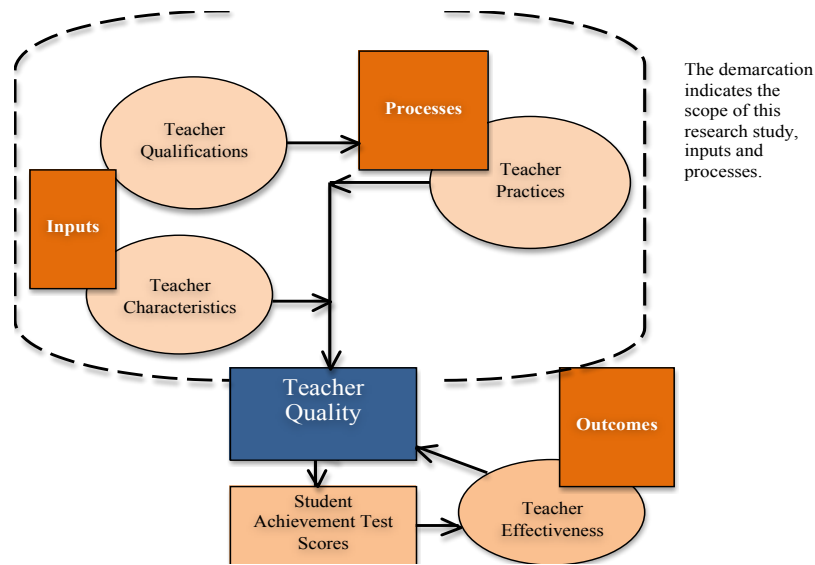 The demarcation
indicates the
scope of this
research study,
inputs and
processes.
Processes
Teacher
Qualifications
Teacher
Practices
Inputs
Teacher
Characteristics
Teacher
Quality
Outcomes
Student
Achievement Test
Scores
Teacher
Effectiveness